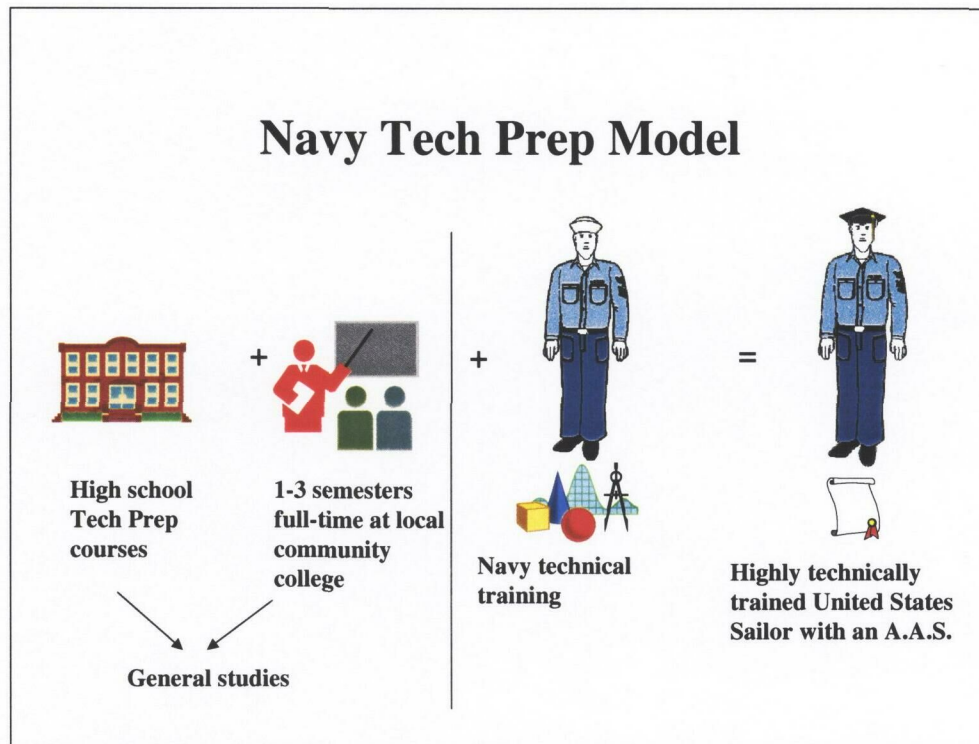 Navy Tech Prep Model
+
+
=
High school
Tech Prep
courses
1-3 semesters
full-time at local
community
college
General studies
Navy technical
training
Highly technically
trained United States
Sailor with an A.A.S.